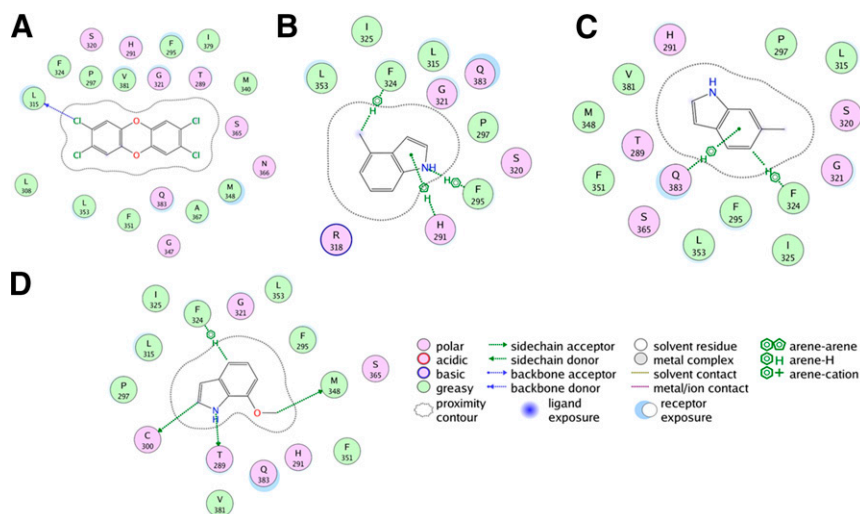 A
S 320
H 291
F 295
I 379
F 324
P 297
V 381
G 321
T 289
M 340
L 315
Cl
O
Cl
S 365
Cl
O
Cl
N 366
L 308
L 353
F 351
Q 383
A 367
M 348
G 347
B
I 325
L 353
F 324
L 315
Q 383
G 321
H
P 297
S 320
NH
H
F 295
H
R 318
H 291
C
H 291
P 297
L 315
V 381
H
N
M 348
S 320
T 289
H
G 321
F 351
Q 383
H
F 324
S 365
F 295
L 353
I 325
D
I 325
F 324
G 321
L 353
H
L 315
F 295
S 365
P 297
M 348
N
H
O
C 300
T 289
Q 383
H 291
F 351
V 381
polar
acidic
basic
greasy
proximity
contour
sidechain acceptor
sidechain donor
backbone acceptor
backbone donor
ligand
exposure
solvent residue
metal complex
solvent contact
metal/ion contact
receptor
exposure
arene-arene
H arene-H
+ arene-cation